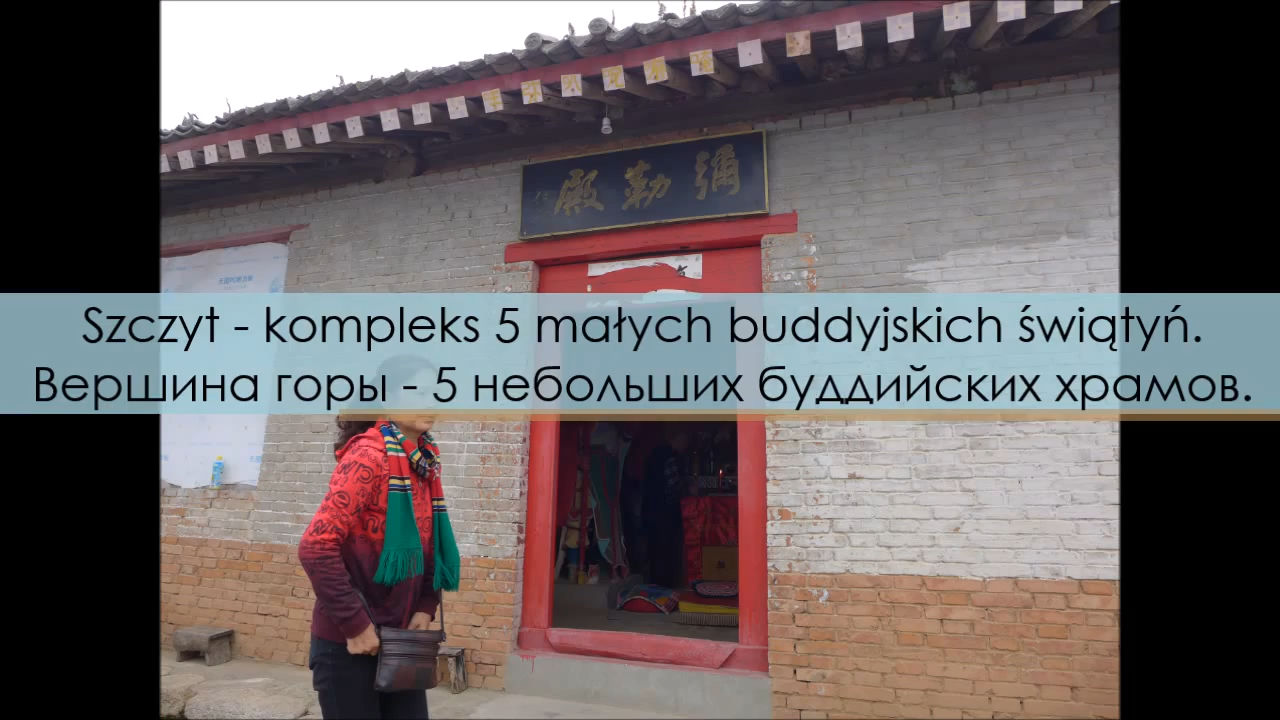 彌勒殿
Szczyt - kompleks 5 małych buddyjskich świątyń.
Вершина горы - 5 небольших буддийских храмов.